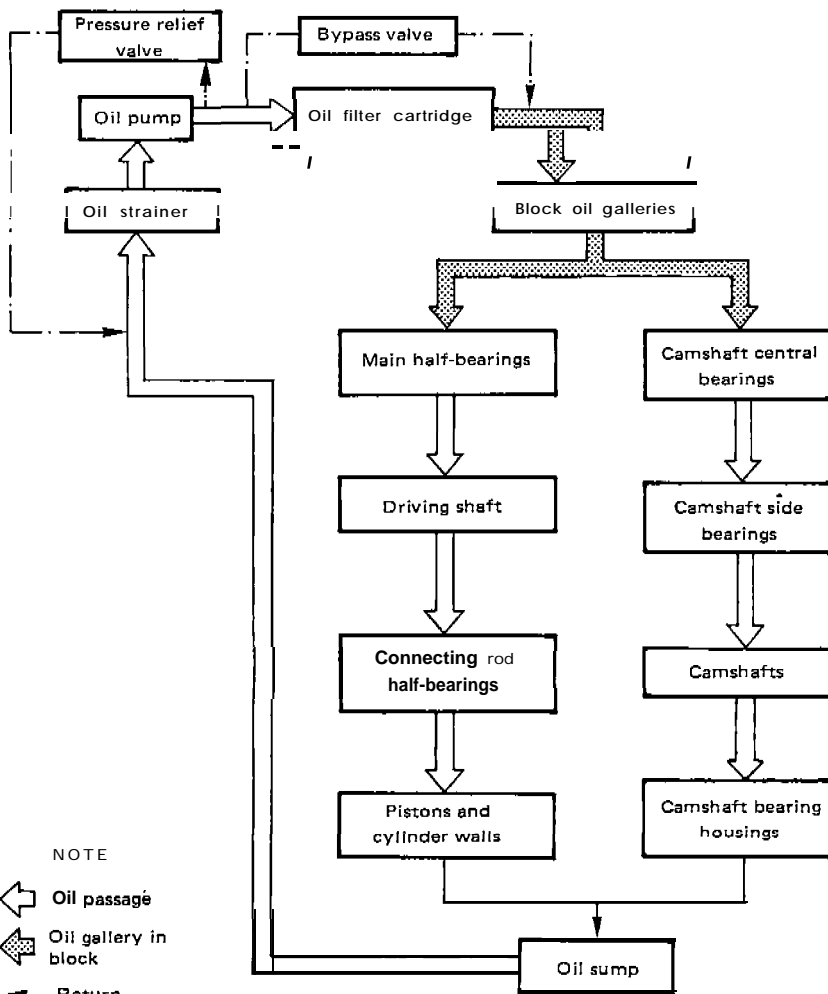 Pressure relief
valve
Bypass valve
Oil pump
Oil filter cartridge
Oil strainer
Block oil galleries
Main half-bearings
Camshaft central
bearings
Driving shaft
Camshaft side
bearings
Connecting rod
half-bearings
Camshafts
Pistons and
cylinder walls
Camshaft bearing
housings
NOTE
Oil passage
Oil gallery in
block
Return
Oil sump